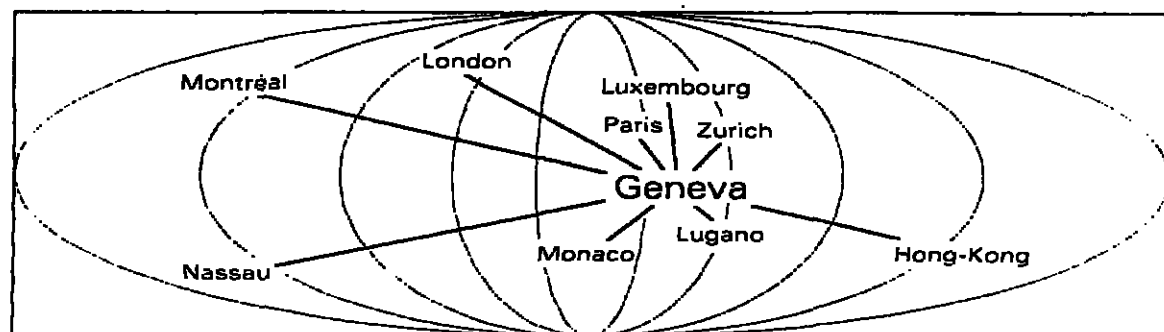 London
Montréal
Luxembourg
Paris
Zurich
Geneva
Lugano
Monaco
Hong-Kong
Nassau